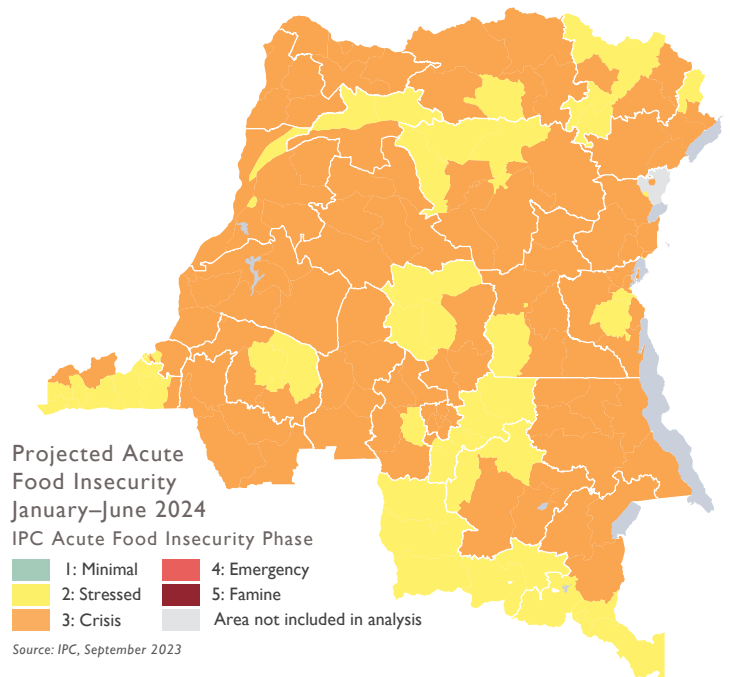 Projected Acute
Food Insecurity
January–June 2024
IPC Acute Food Insecurity Phase
1: Minimal
2: Stressed
3: Crisis
4: Emergency
5: Famine
Area not included in analysis
Source: IPC, September 2023